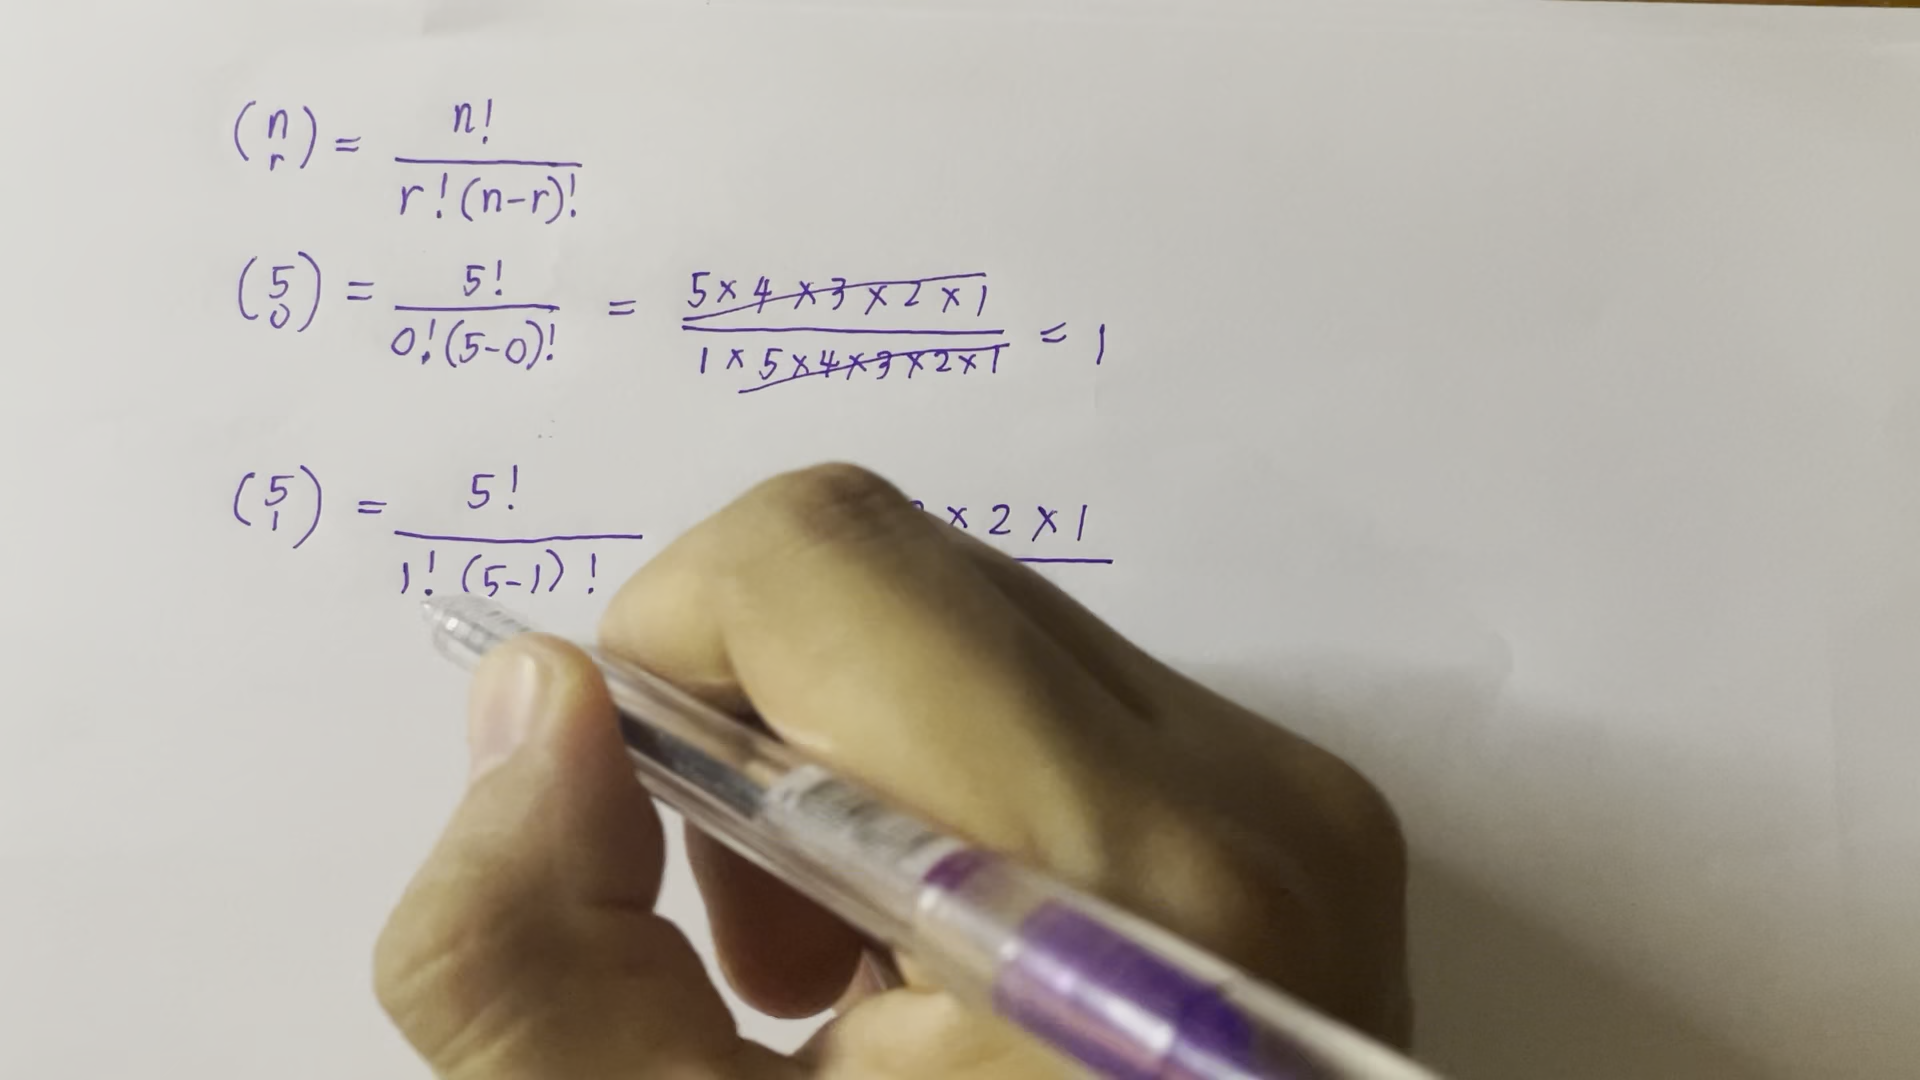 (n r) = n! / r!(n-r)!
(5 0) = 5! / 0!(5-0)! = 5×4×3×2×1 / 1×5×4×3×2×1 = 1
(5 1) = 5! / 1!(5-1)! × 2 × 1